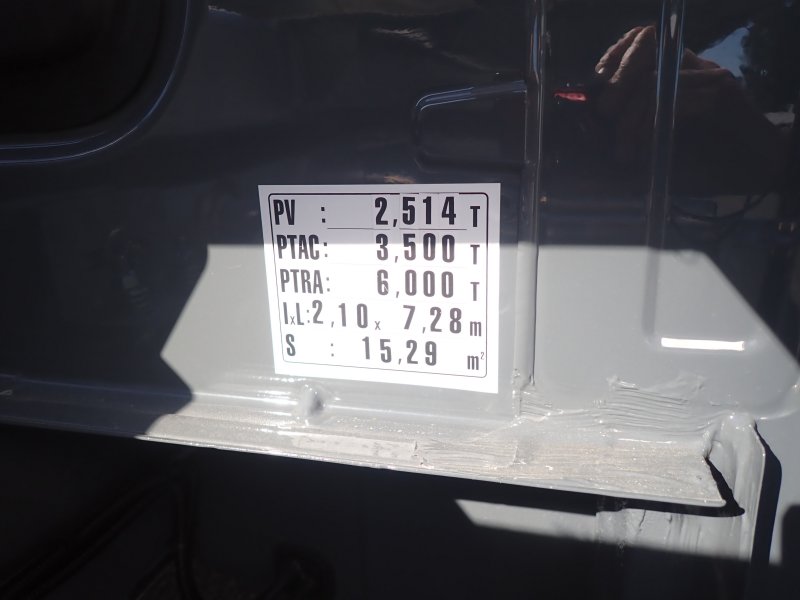 PV : 2,514 T
PTAC: 3,500 T
PTRA: 6,000 T
lxL:2,10 x 7,28 m
S : 15,29 m²